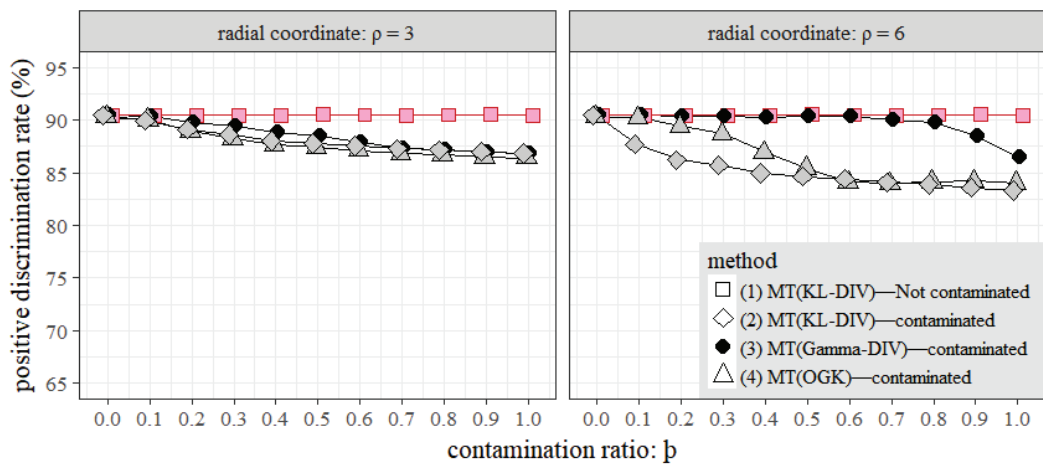 radial coordinate: ρ = 3
radial coordinate: ρ = 6
positive discrimination rate (%)
95
90
85
80
75
70
65
method
(1) MT(KL-DIV)—Not contaminated
(2) MT(KL-DIV)—contaminated
(3) MT(Gamma-DIV)—contaminated
(4) MT(OGK)—contaminated
0.0 0.1 0.2 0.3 0.4 0.5 0.6 0.7 0.8 0.9 1.0
0.0 0.1 0.2 0.3 0.4 0.5 0.6 0.7 0.8 0.9 1.0
contamination ratio: þ